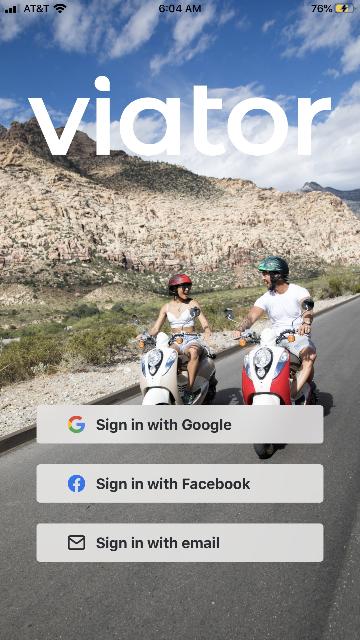 AT&T 6:04 AM 76%
viator
Sign in with Google
Sign in with Facebook
Sign in with email